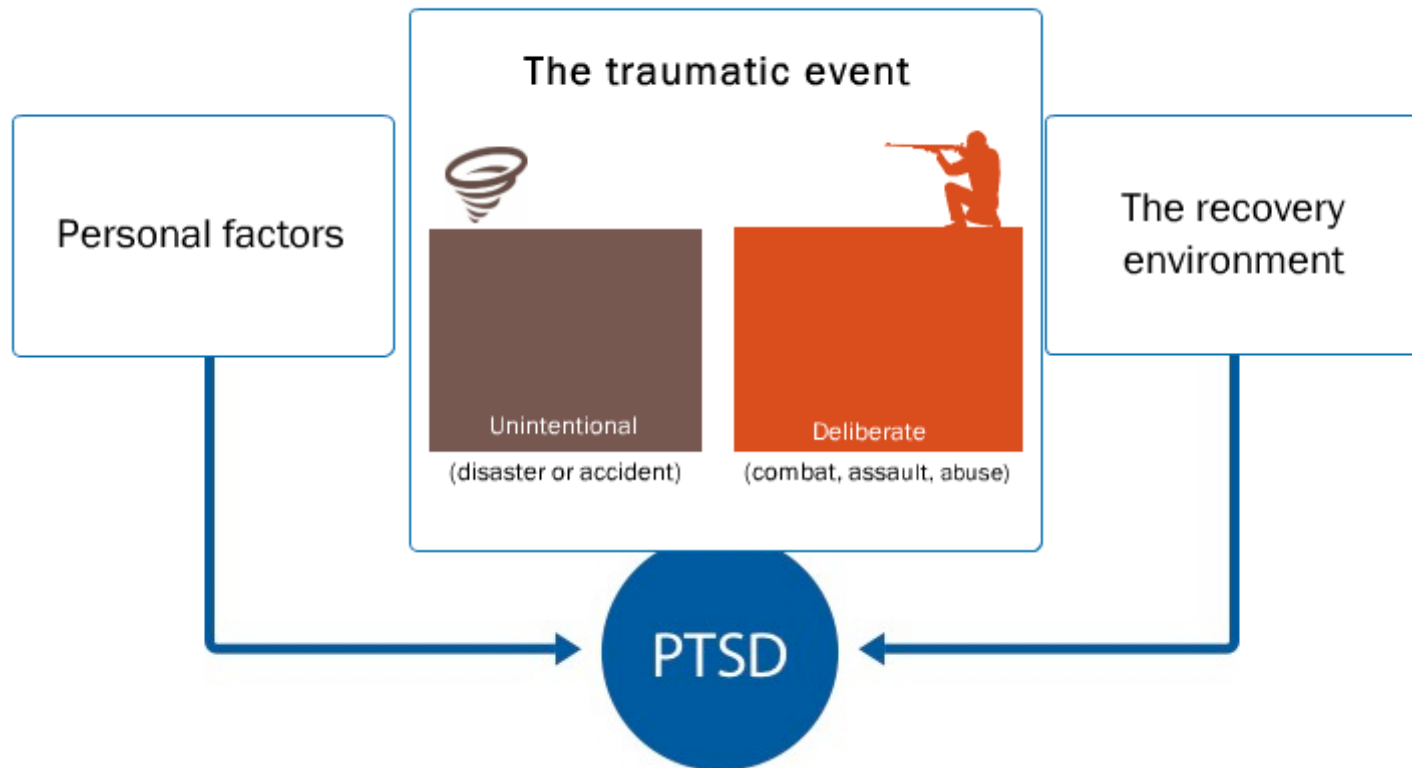 The traumatic event
Personal factors
The recovery
environment
Unintentional
Deliberate
(disaster or accident)
(combat, assault, abuse)
PTSD